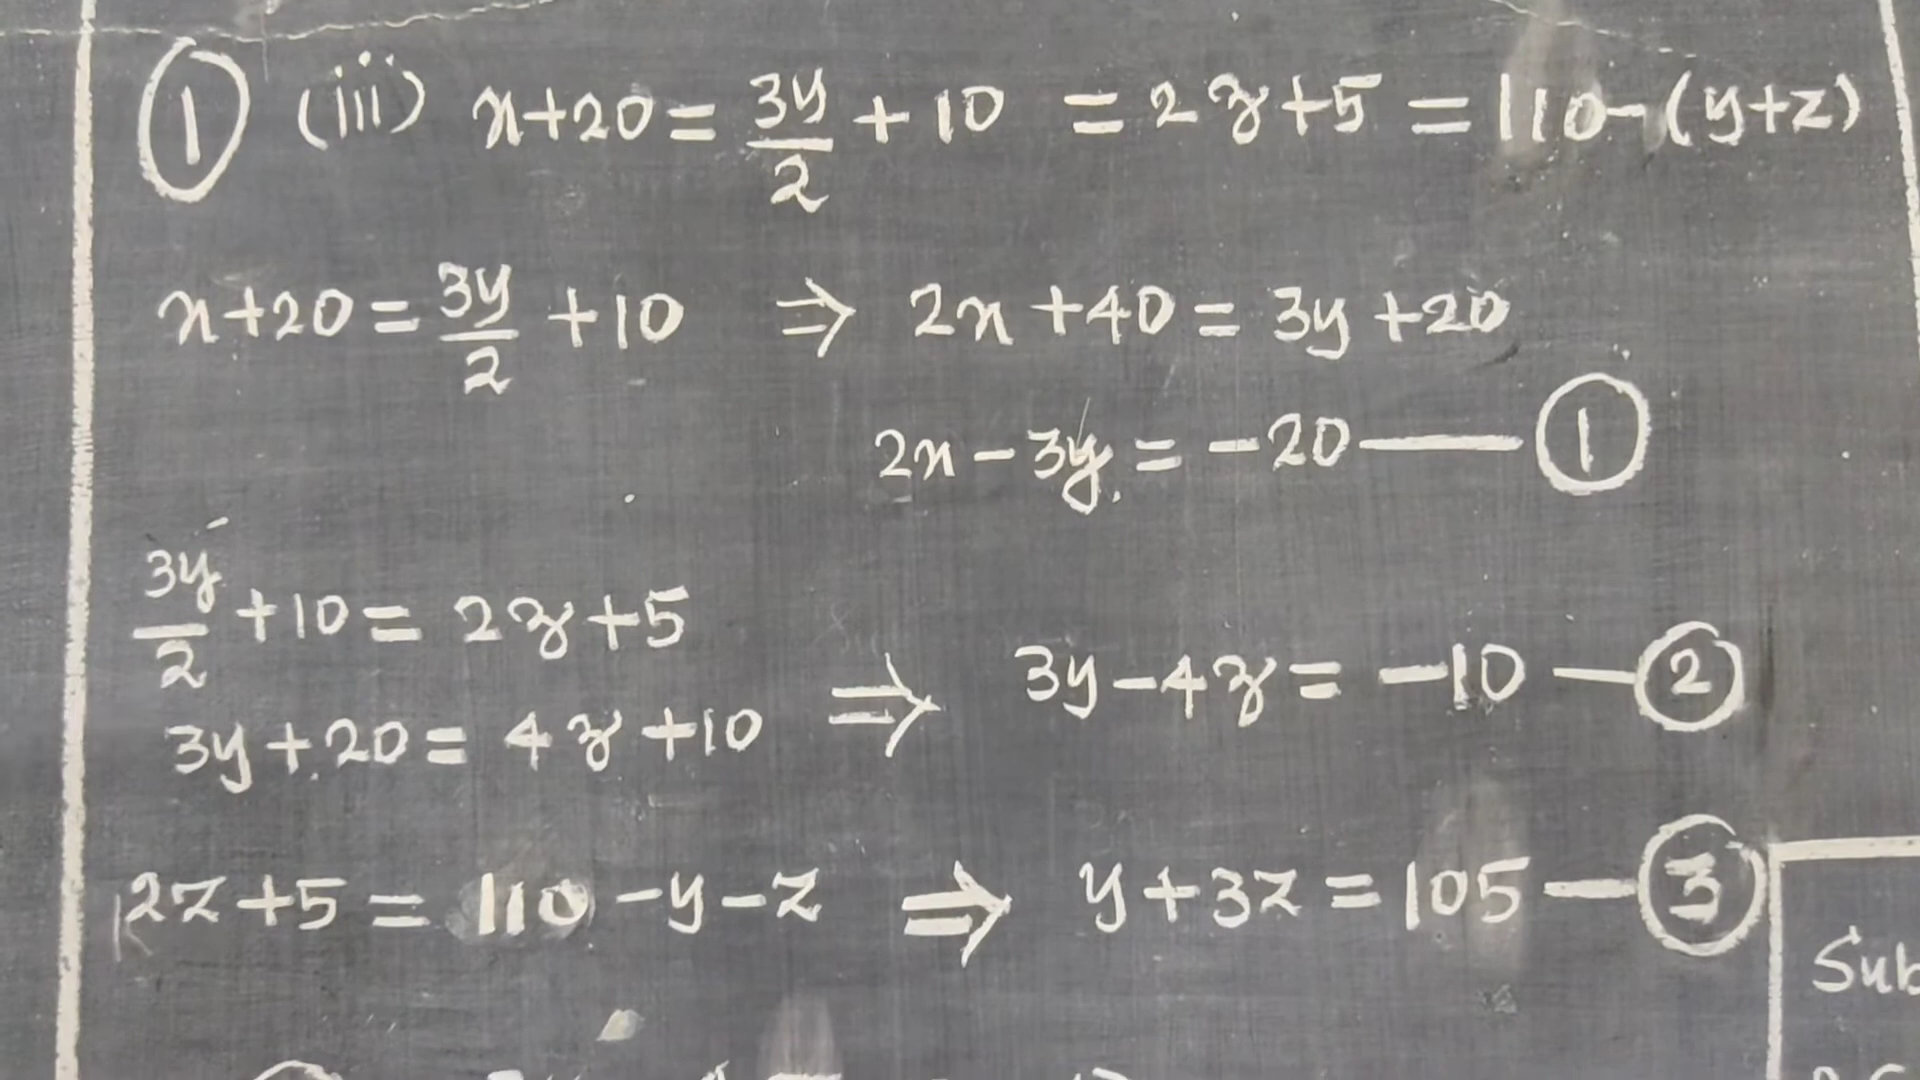 ① (iii) x+20 = 3y/2 + 10 = 2z+5 = 110-(y+z)
x+20 = 3y/2 +10 ⇒ 2x+40 = 3y+20
2x-3y = -20 — ①
3y/2 +10 = 2z+5
3y+20 = 4z+10 ⇒ 3y-4z = -10 — ②
2z+5 = 110-y-z ⇒ y+3z = 105 — ③
Sub